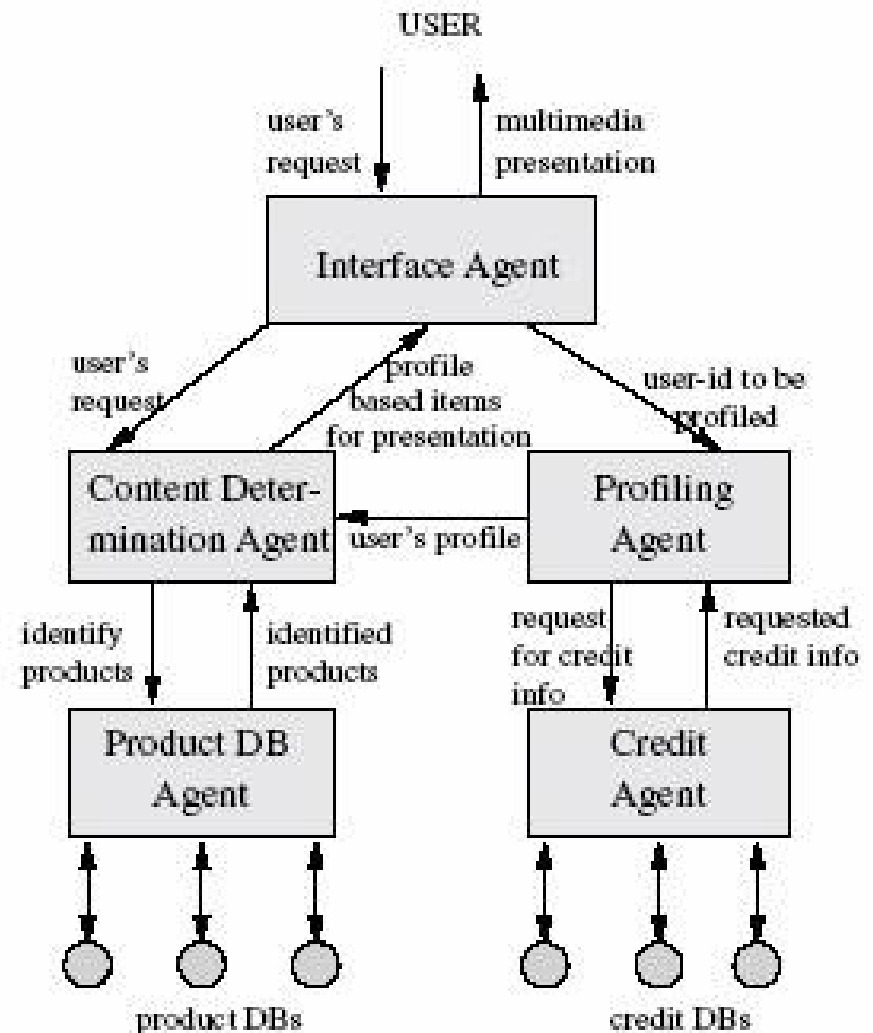 USER
user's
request
multimedia
presentation
Interface Agent
user's
request
profile
based items
for presentation
user-id to be
profiled
Content Deter-
mination Agent
user's profile
Profiling
Agent
identify
products
identified
products
request
for credit
info
requested
credit info
Product DB
Agent
Credit
Agent
product DBs
credit DBs